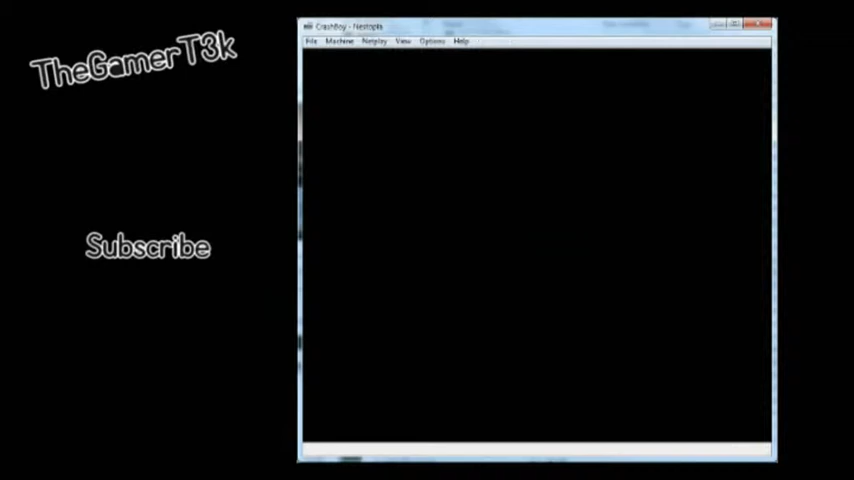 TheGamerT3k
CrashBoy - Nestopia
File Machine Netplay View Options Help
Subscribe